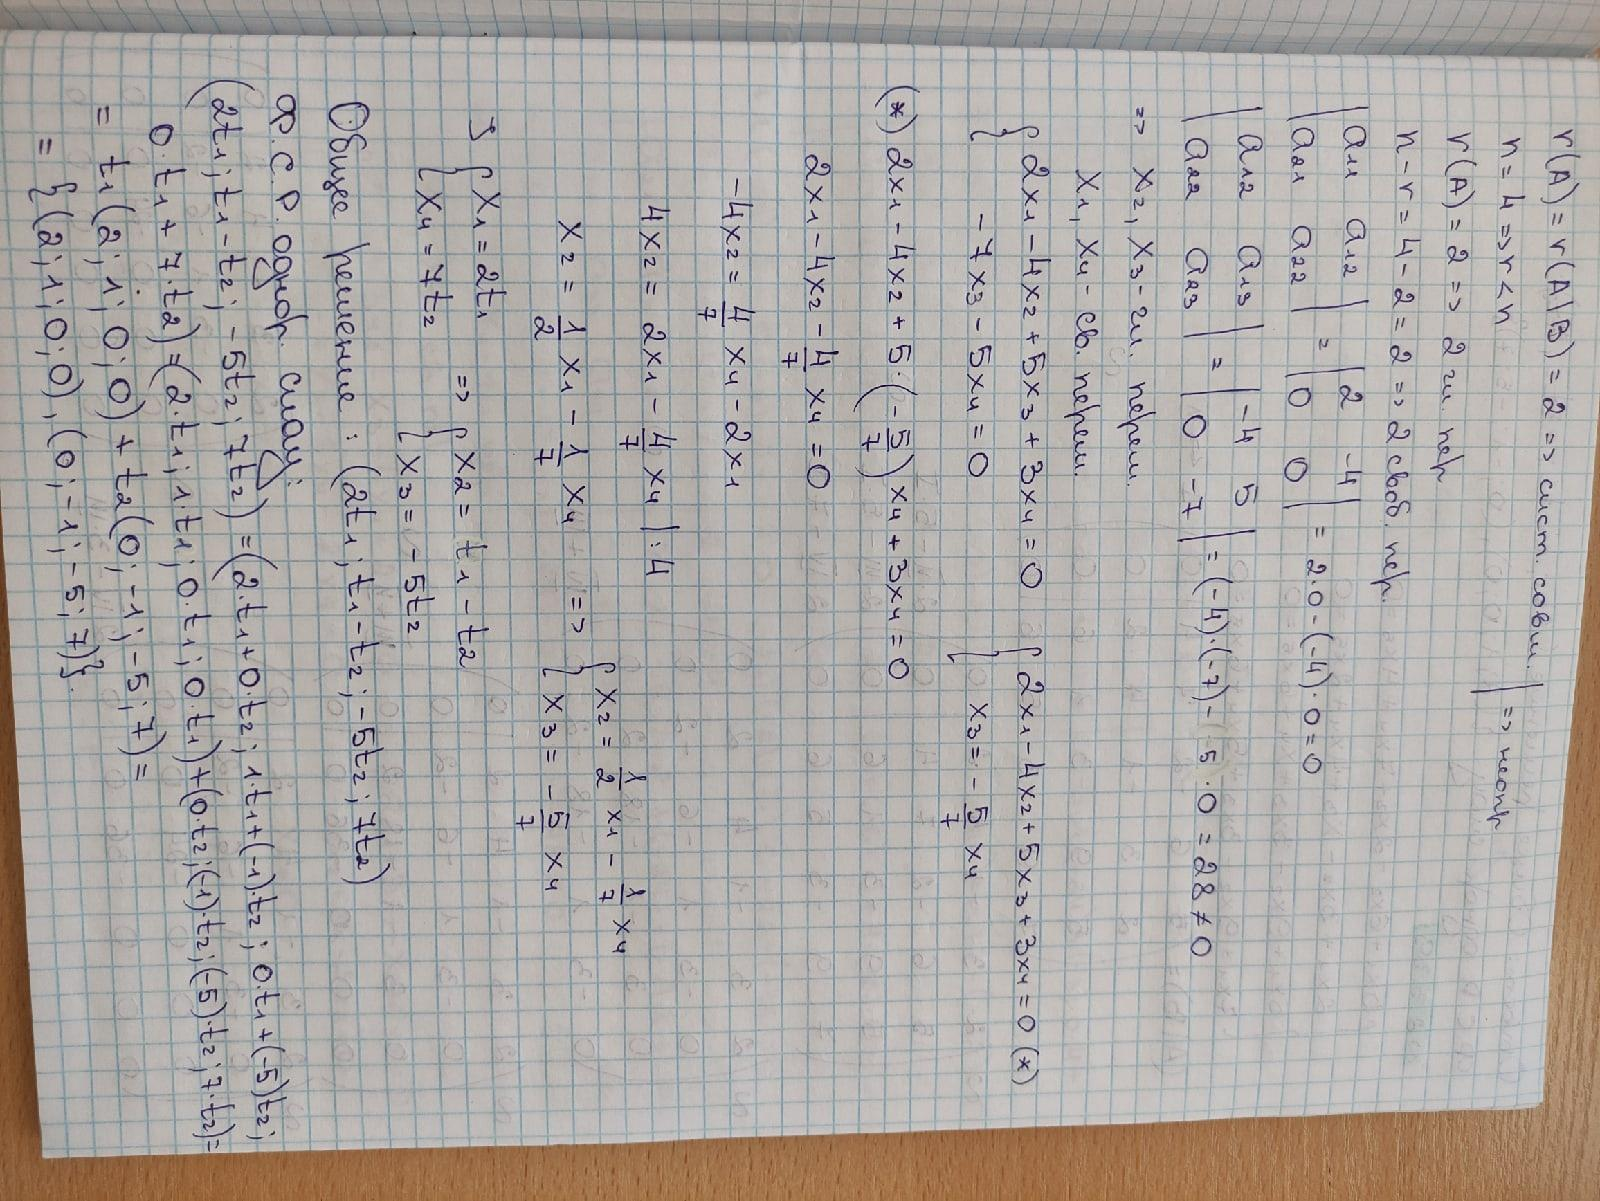 r(A) = r(A|B) = 2 => сист. совм. | => неопр
n = 4 => r < n
r(A) = 2 => 2 гл. пер
n - r = 4 - 2 = 2 => 2 своб. пер.
|a11 a12| = |2 -4| = 2·0 - (-4)·0 = 0
|a21 a22| |0 0|
|a12 a13| = |-4 5| = (-4)·(-7) - 5·0 = 28 ≠ 0
|a22 a23| |0 -7|
=> x2, x3 - гл. перем.
x1, x4 - св. перем.
{ 2x1 - 4x2 + 5x3 + 3x4 = 0 { 2x1 - 4x2 + 5x3 + 3x4 = 0 (*)
-7x3 - 5x4 = 0 x3 = -5/7 x4
(*) 2x1 - 4x2 + 5·(-5/7)x4 + 3x4 = 0
2x1 - 4x2 - 4/7 x4 = 0
-4x2 = 4/7 x4 - 2x1
4x2 = 2x1 - 4/7 x4 |:4
x2 = 1/2 x1 - 1/7 x4 => { x2 = 1/2 x1 - 1/7 x4
x3 = -5/7 x4
} { x1 = 2t1 => { x2 = t1 - t2
x4 = 7t2 x3 = -5t2
Общее решение: (2t1; t1-t2; -5t2; 7t2)
Ф.С.Р. однор. слау:
(2t1; t1-t2; -5t2; 7t2) = (2·t1+0·t2; 1·t1+(-1)·t2; 0·t1+(-5)t2;
0·t1 + 7·t2) = (2·t1; 1·t1; 0·t1; 0·t1) + (0·t2; (-1)·t2; (-5)·t2; 7·t2) =
= t1(2; 1; 0; 0) + t2(0; -1; -5; 7) =
= {(2; 1; 0; 0), (0; -1; -5; 7)}.